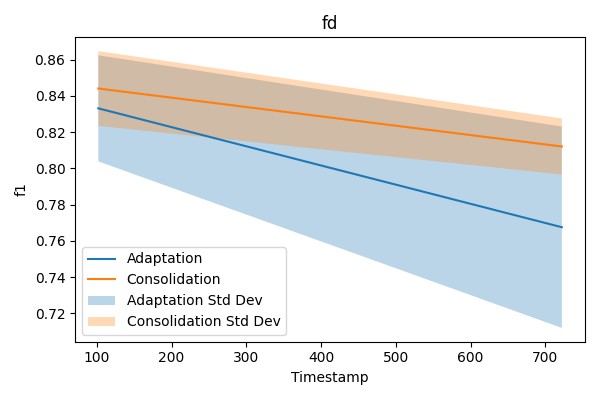 fd
0.86
0.84
0.82
0.80
0.78
0.76
0.74
0.72
f1
Adaptation
Consolidation
Adaptation Std Dev
Consolidation Std Dev
100 200 300 400 500 600 700
Timestamp